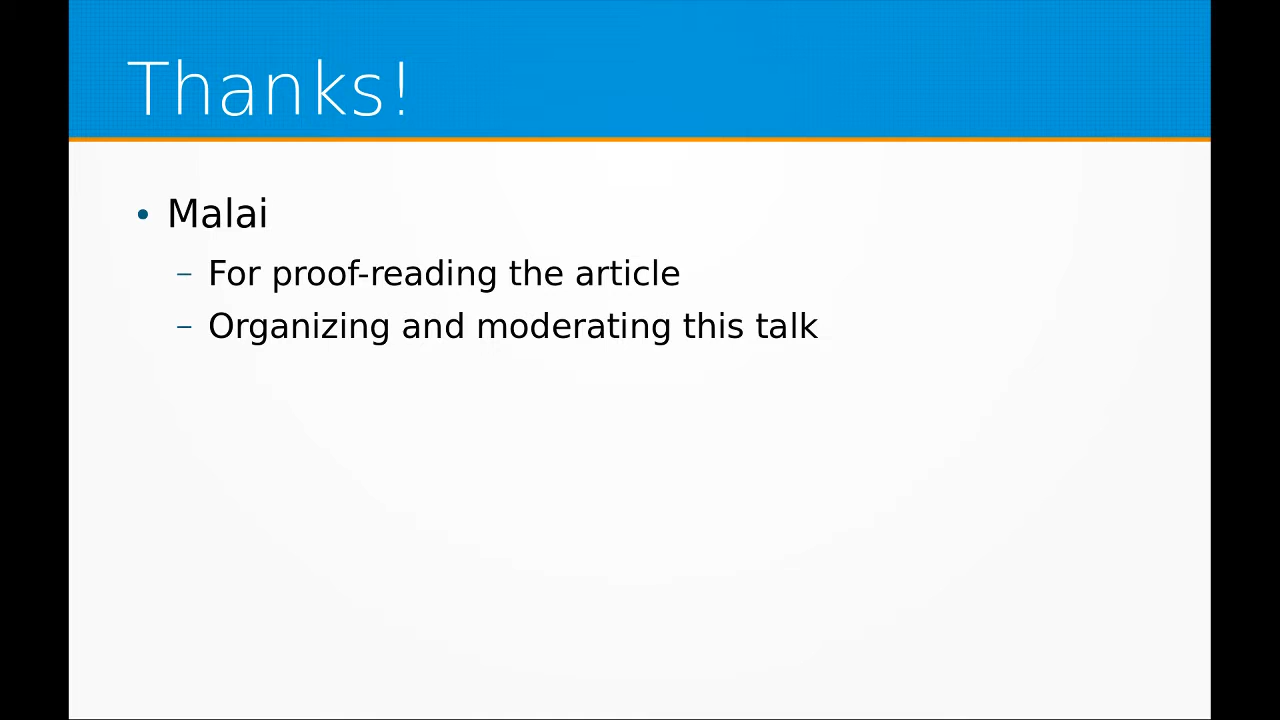 Thanks!
• Malai
– For proof-reading the article
– Organizing and moderating this talk